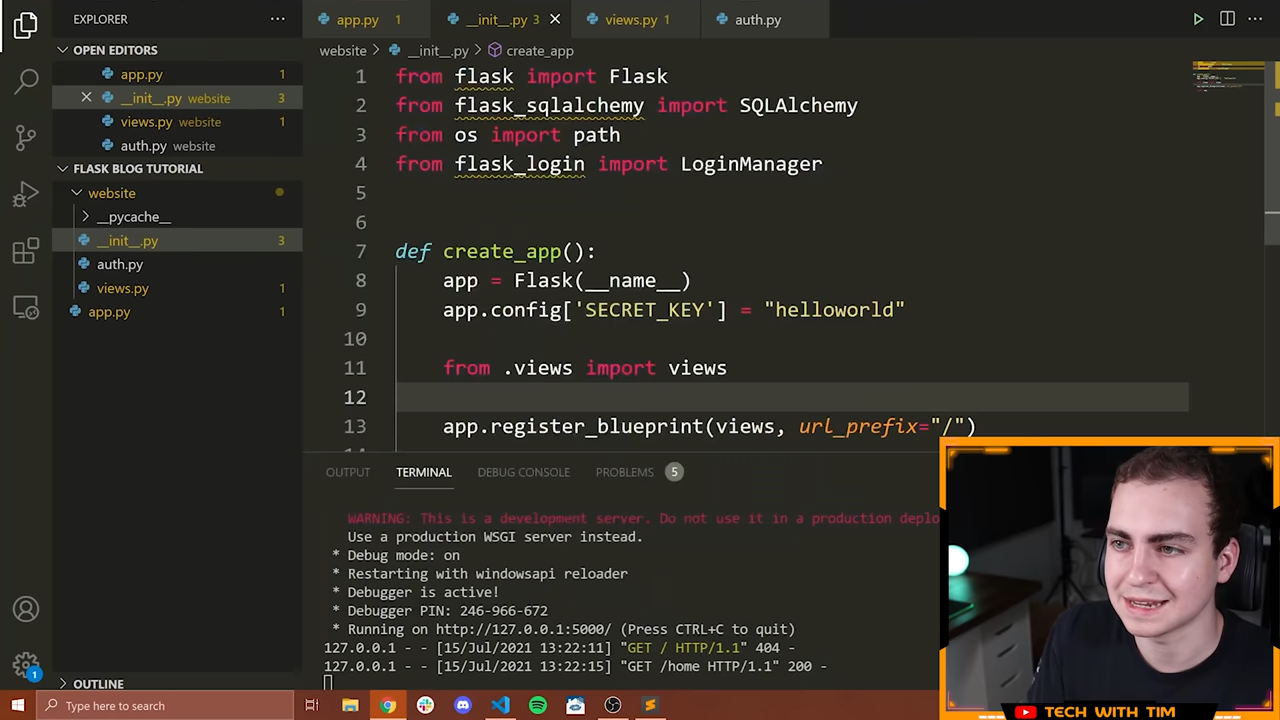 EXPLORER
OPEN EDITORS
app.py 1
__init__.py website 3
views.py website 1
auth.py website
FLASK BLOG TUTORIAL
website
__pycache__
__init__.py 3
auth.py
views.py 1
app.py 1
OUTLINE
app.py 1
__init__.py 3
views.py 1
auth.py
website > __init__.py > create_app
1 from flask import Flask
2 from flask_sqlalchemy import SQLAlchemy
3 from os import path
4 from flask_login import LoginManager
5
6
7 def create_app():
8 app = Flask(__name__)
9 app.config['SECRET_KEY'] = "helloworld"
10
11 from .views import views
12
13 app.register_blueprint(views, url_prefix="/")
OUTPUT TERMINAL DEBUG CONSOLE PROBLEMS 5
WARNING: This is a development server. Do not use it in a production deplo
Use a production WSGI server instead.
* Debug mode: on
* Restarting with windowsapi reloader
* Debugger is active!
* Debugger PIN: 246-966-672
* Running on http://127.0.0.1:5000/ (Press CTRL+C to quit)
127.0.0.1 - - [15/Jul/2021 13:22:11] "GET / HTTP/1.1" 404 -
127.0.0.1 - - [15/Jul/2021 13:22:15] "GET /home HTTP/1.1" 200 -
1
Type here to search
TECH WITH TIM